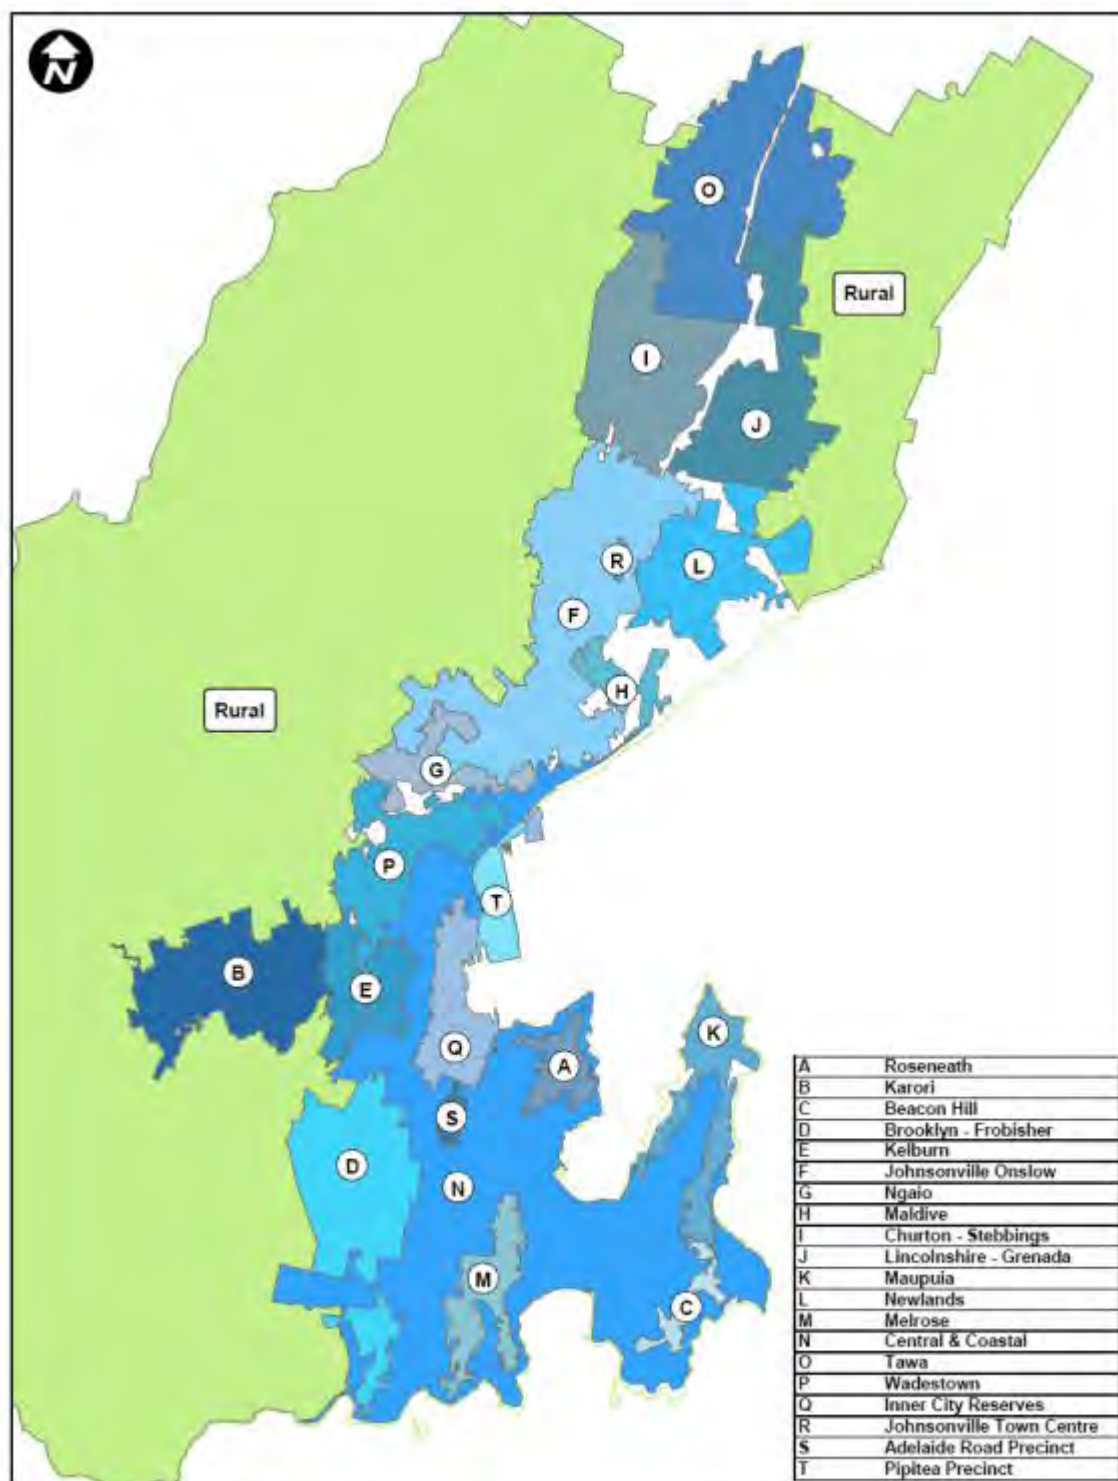 N
O
Rural
I
J
R
L
F
H
Rural
G
P
T
B
E
K
Q
A
S
D
N
M
C
A Roseneath
B Karori
C Beacon Hill
D Brooklyn - Frobisher
E Kelburn
F Johnsonville Onslow
G Ngaio
H Maldive
I Churton - Stebbings
J Lincolnshire - Grenada
K Maupuia
L Newlands
M Melrose
N Central & Coastal
O Tawa
P Wadestown
Q Inner City Reserves
R Johnsonville Town Centre
S Adelaide Road Precinct
T Pipitea Precinct